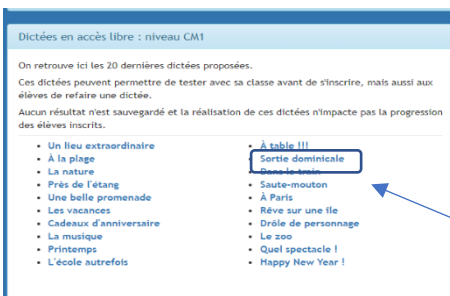 Dictées en accès libre : niveau CM1
On retrouve ici les 20 dernières dictées proposées.
Ces dictées peuvent permettre de tester avec sa classe avant de s'inscrire, mais aussi aux
élèves de refaire une dictée.
Aucun résultat n'est sauvegardé et la réalisation de ces dictées n'impacte pas la progression
des élèves inscrits.
• Un lieu extraordinaire
• À la plage
• La nature
• Près de l'étang
• Une belle promenade
• Les vacances
• Cadeaux d'anniversaire
• La musique
• Printemps
• L'école autrefois
• À table !!!
• Sortie dominicale
• Dans le train
• Saute-mouton
• À Paris
• Rêve sur une île
• Drôle de personnage
• Le zoo
• Quel spectacle !
• Happy New Year !